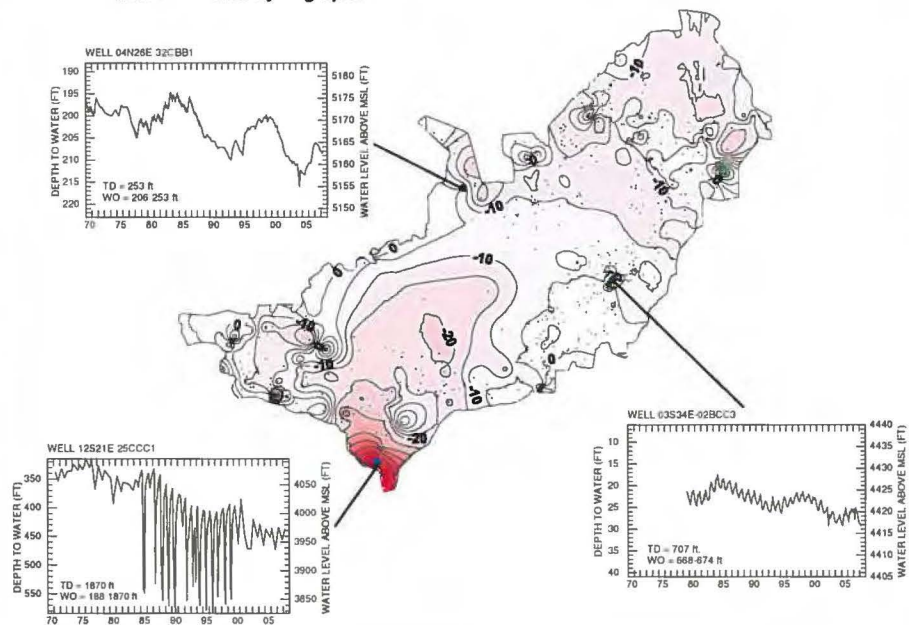 WELL 04N26E 32CBB1
DEPTH TO WATER (FT)
190
195
200
205
210
215
220
5180
5175
5170
5165
5160
5155
5150
WATER LEVEL ABOVE MSL (FT)
TD = 253 ft
WO = 206 253 ft
70 75 80 85 90 95 00 05
-10
0
-10
-10
0
0
-10
0
-10
-10
-20
0
-10
-20
WELL 12S21E 25CCC1
DEPTH TO WATER (FT)
350
400
450
500
550
4050
4000
3950
3900
3850
WATER LEVEL ABOVE MSL (FT)
TD = 1870 ft
WO = 188 1870 ft
70 75 80 85 90 95 00 05
WELL 03S34E-02BCC3
DEPTH TO WATER (FT)
10
15
20
25
30
35
40
4440
4435
4430
4425
4420
4415
4410
4405
WATER LEVEL ABOVE MSL (FT)
TD = 707 ft.
WO = 668-674 ft
70 75 80 85 90 95 00 05